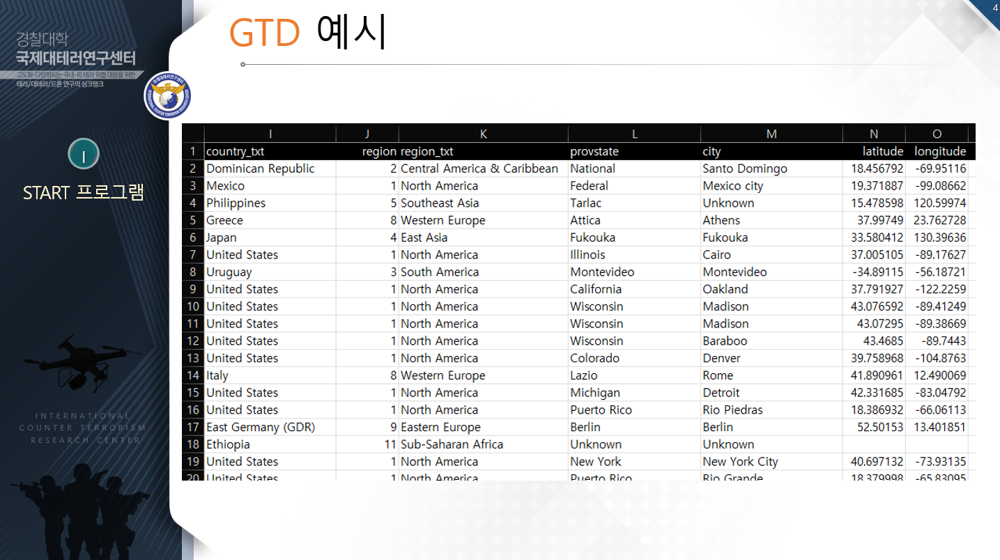 4
GTD 예시
경찰대학
국제대테러연구센터
고도화·다양화되는 국내·외 테러 위협 대응을 위한
테러/대테러/드론 연구의 싱크탱크
국제대테러연구센터
INTERNATIONAL COUNTER TERRORISM RESEARCH CENTER
I
START 프로그램
INTERNATIONAL
COUNTER TERRORISM
RESEARCH CENTER
I J K L M N O
1 country_txt region region_txt provstate city latitude longitude
2 Dominican Republic 2 Central America & Caribbean National Santo Domingo 18.456792 -69.95116
3 Mexico 1 North America Federal Mexico city 19.371887 -99.08662
4 Philippines 5 Southeast Asia Tarlac Unknown 15.478598 120.59974
5 Greece 8 Western Europe Attica Athens 37.99749 23.762728
6 Japan 4 East Asia Fukouka Fukouka 33.580412 130.39636
7 United States 1 North America Illinois Cairo 37.005105 -89.17627
8 Uruguay 3 South America Montevideo Montevideo -34.89115 -56.18721
9 United States 1 North America California Oakland 37.791927 -122.2259
10 United States 1 North America Wisconsin Madison 43.076592 -89.41249
11 United States 1 North America Wisconsin Madison 43.07295 -89.38669
12 United States 1 North America Wisconsin Baraboo 43.4685 -89.7443
13 United States 1 North America Colorado Denver 39.758968 -104.8763
14 Italy 8 Western Europe Lazio Rome 41.890961 12.490069
15 United States 1 North America Michigan Detroit 42.331685 -83.04792
16 United States 1 North America Puerto Rico Rio Piedras 18.386932 -66.06113
17 East Germany (GDR) 9 Eastern Europe Berlin Berlin 52.50153 13.401851
18 Ethiopia 11 Sub-Saharan Africa Unknown Unknown
19 United States 1 North America New York New York City 40.697132 -73.93135
20 United States 1 North America Puerto Rico Rio Grande 18.379998 -65.83095